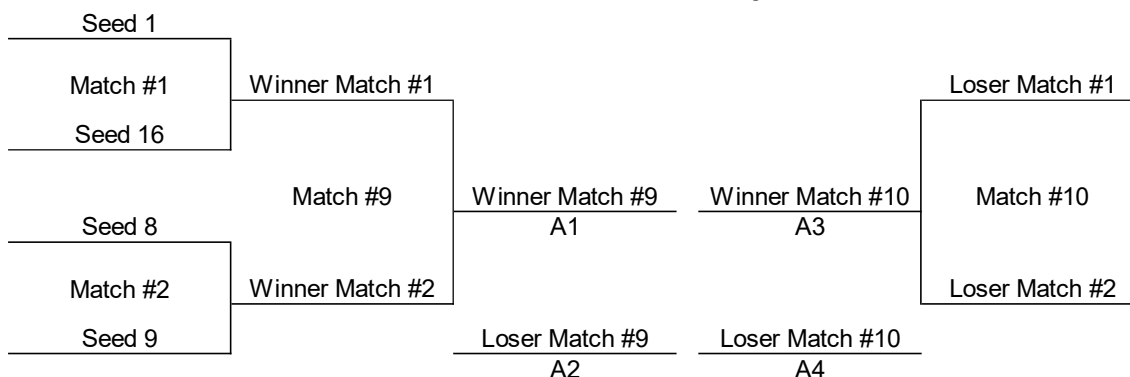 Seed 1
Match #1
Winner Match #1
Loser Match #1
Seed 16
Match #9
Winner Match #9
Winner Match #10
Match #10
Seed 8
A1
A3
Match #2
Winner Match #2
Loser Match #2
Seed 9
Loser Match #9
Loser Match #10
A2
A4